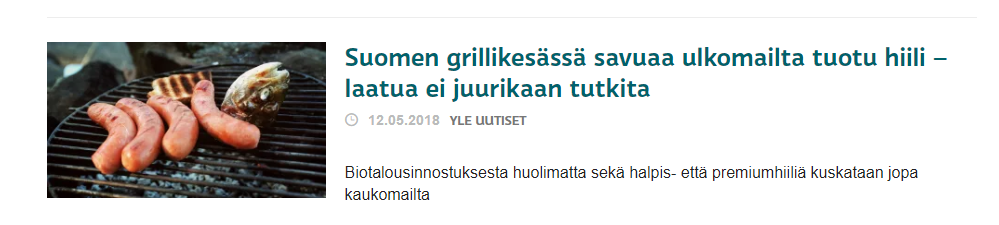 Suomen grillikesässä savuaa ulkomailta tuotu hiili –
laatua ei juurikaan tutkita
12.05.2018 YLE UUTISET
Biotalousinnostuksesta huolimatta sekä halpis- että premiumhiiliä kuskataan jopa
kaukomailta